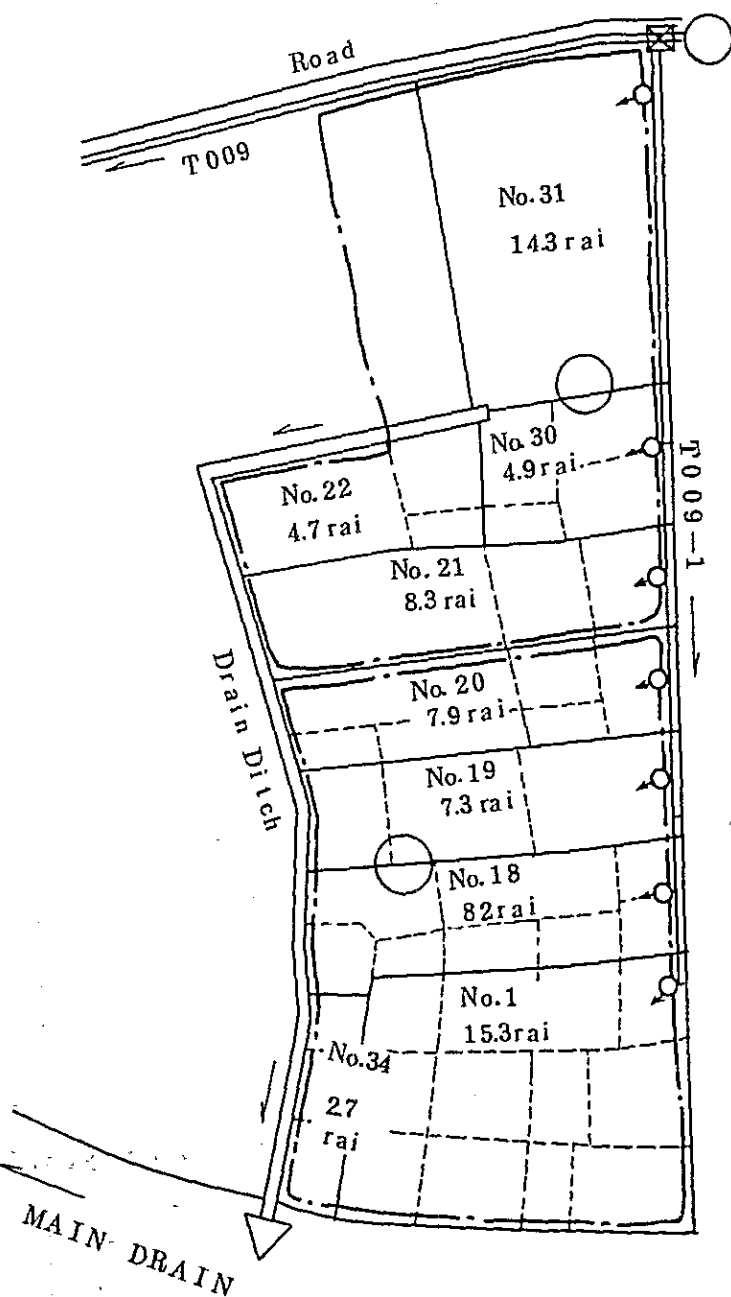 Road
T009
No.31
14.3 rai
No.30
4.9 rai
No.22
4.7 rai
T009-1
No.21
8.3 rai
Drain Ditch
No.20
7.9 rai
No.19
7.3 rai
No.18
82 rai
No.1
15.3 rai
No.34
27
rai
MAIN DRAIN